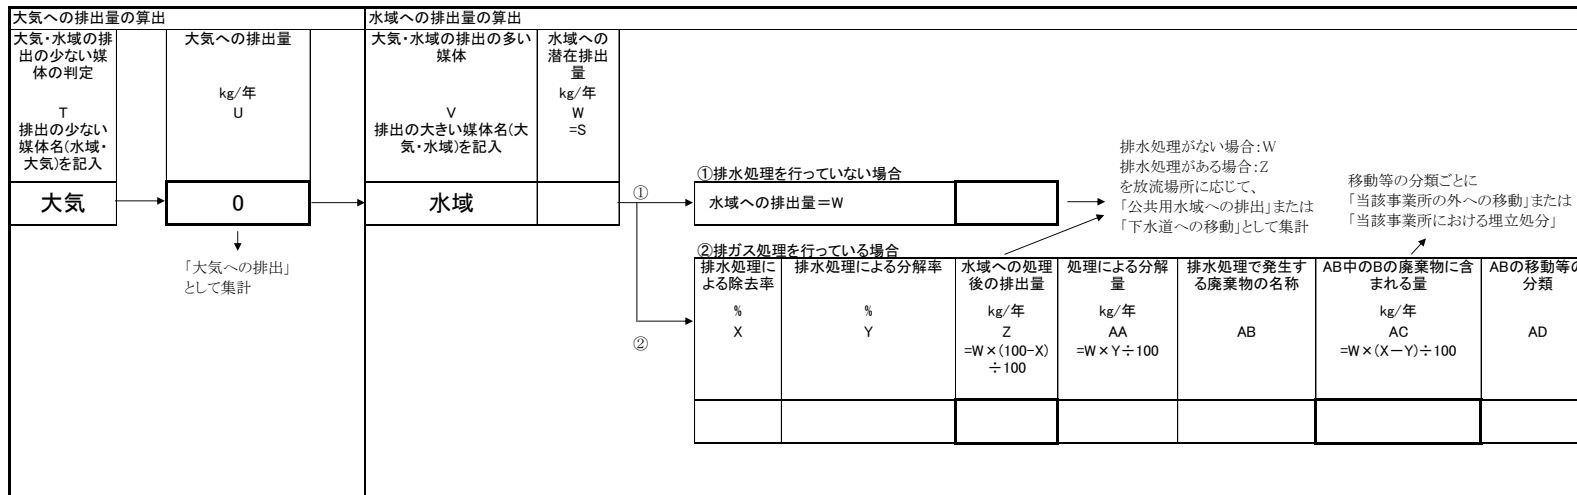 大気への排出量の算出
水域への排出量の算出
大気・水域の排
出の少ない媒
体の判定
T
排出の少ない
媒体名(水域・
大気)を記入
大気への排出量
kg/年
U
大気・水域の排出の多い
媒体
V
排出の大きい媒体名(大
気・水域)を記入
水域への
潜在排出
量
kg/年
W
=S
大気
0
水域
「大気への排出」
として集計
①
②
①排水処理を行っていない場合
水域への排出量＝W
排水処理がない場合:W
排水処理がある場合:Z
を放流場所に応じて、
「公共用水域への排出」または
「下水道への移動」として集計
移動等の分類ごとに
「当該事業所の外への移動」または
「当該事業所における埋立処分」
②排ガス処理を行っている場合
排水処理に
よる除去率
%
X
排水処理による分解率
%
Y
水域への処理
後の排出量
kg/年
Z
=W×(100-X)
÷100
処理による分解
量
kg/年
AA
=W×Y÷100
排水処理で発生す
る廃棄物の名称
AB
AB中のBの廃棄物に含
まれる量
kg/年
AC
=W×(X－Y)÷100
ABの移動等の
分類
AD